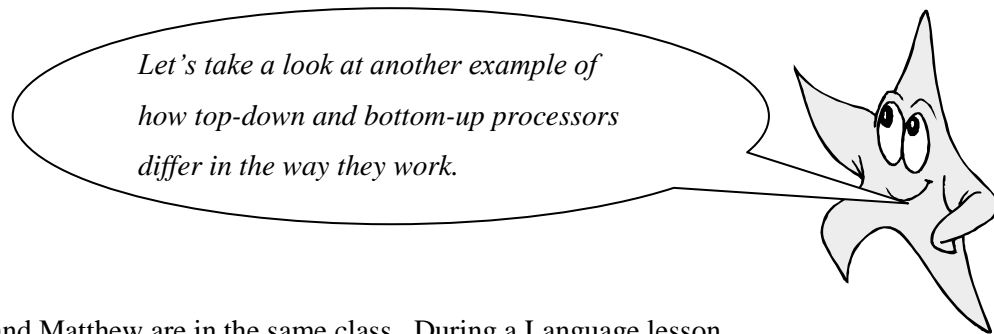 Let’s take a look at another example of
how top-down and bottom-up processors
differ in the way they work.
and Matthew are in the same class. During a Language lesson